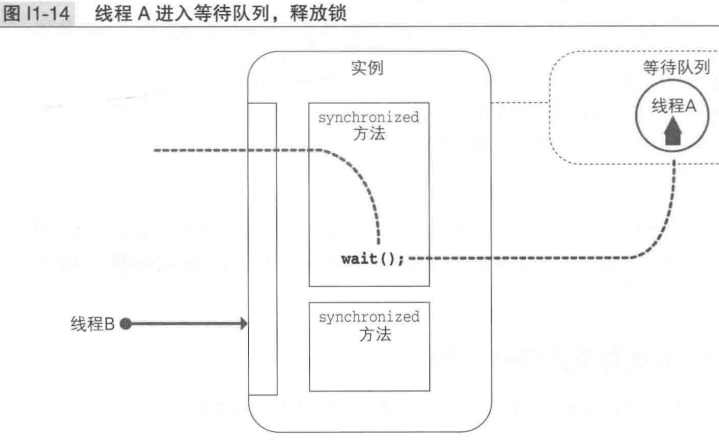 图 I1-14 线程 A 进入等待队列，释放锁
实例
等待队列
synchronized
方法
线程A
wait();
线程B
synchronized
方法